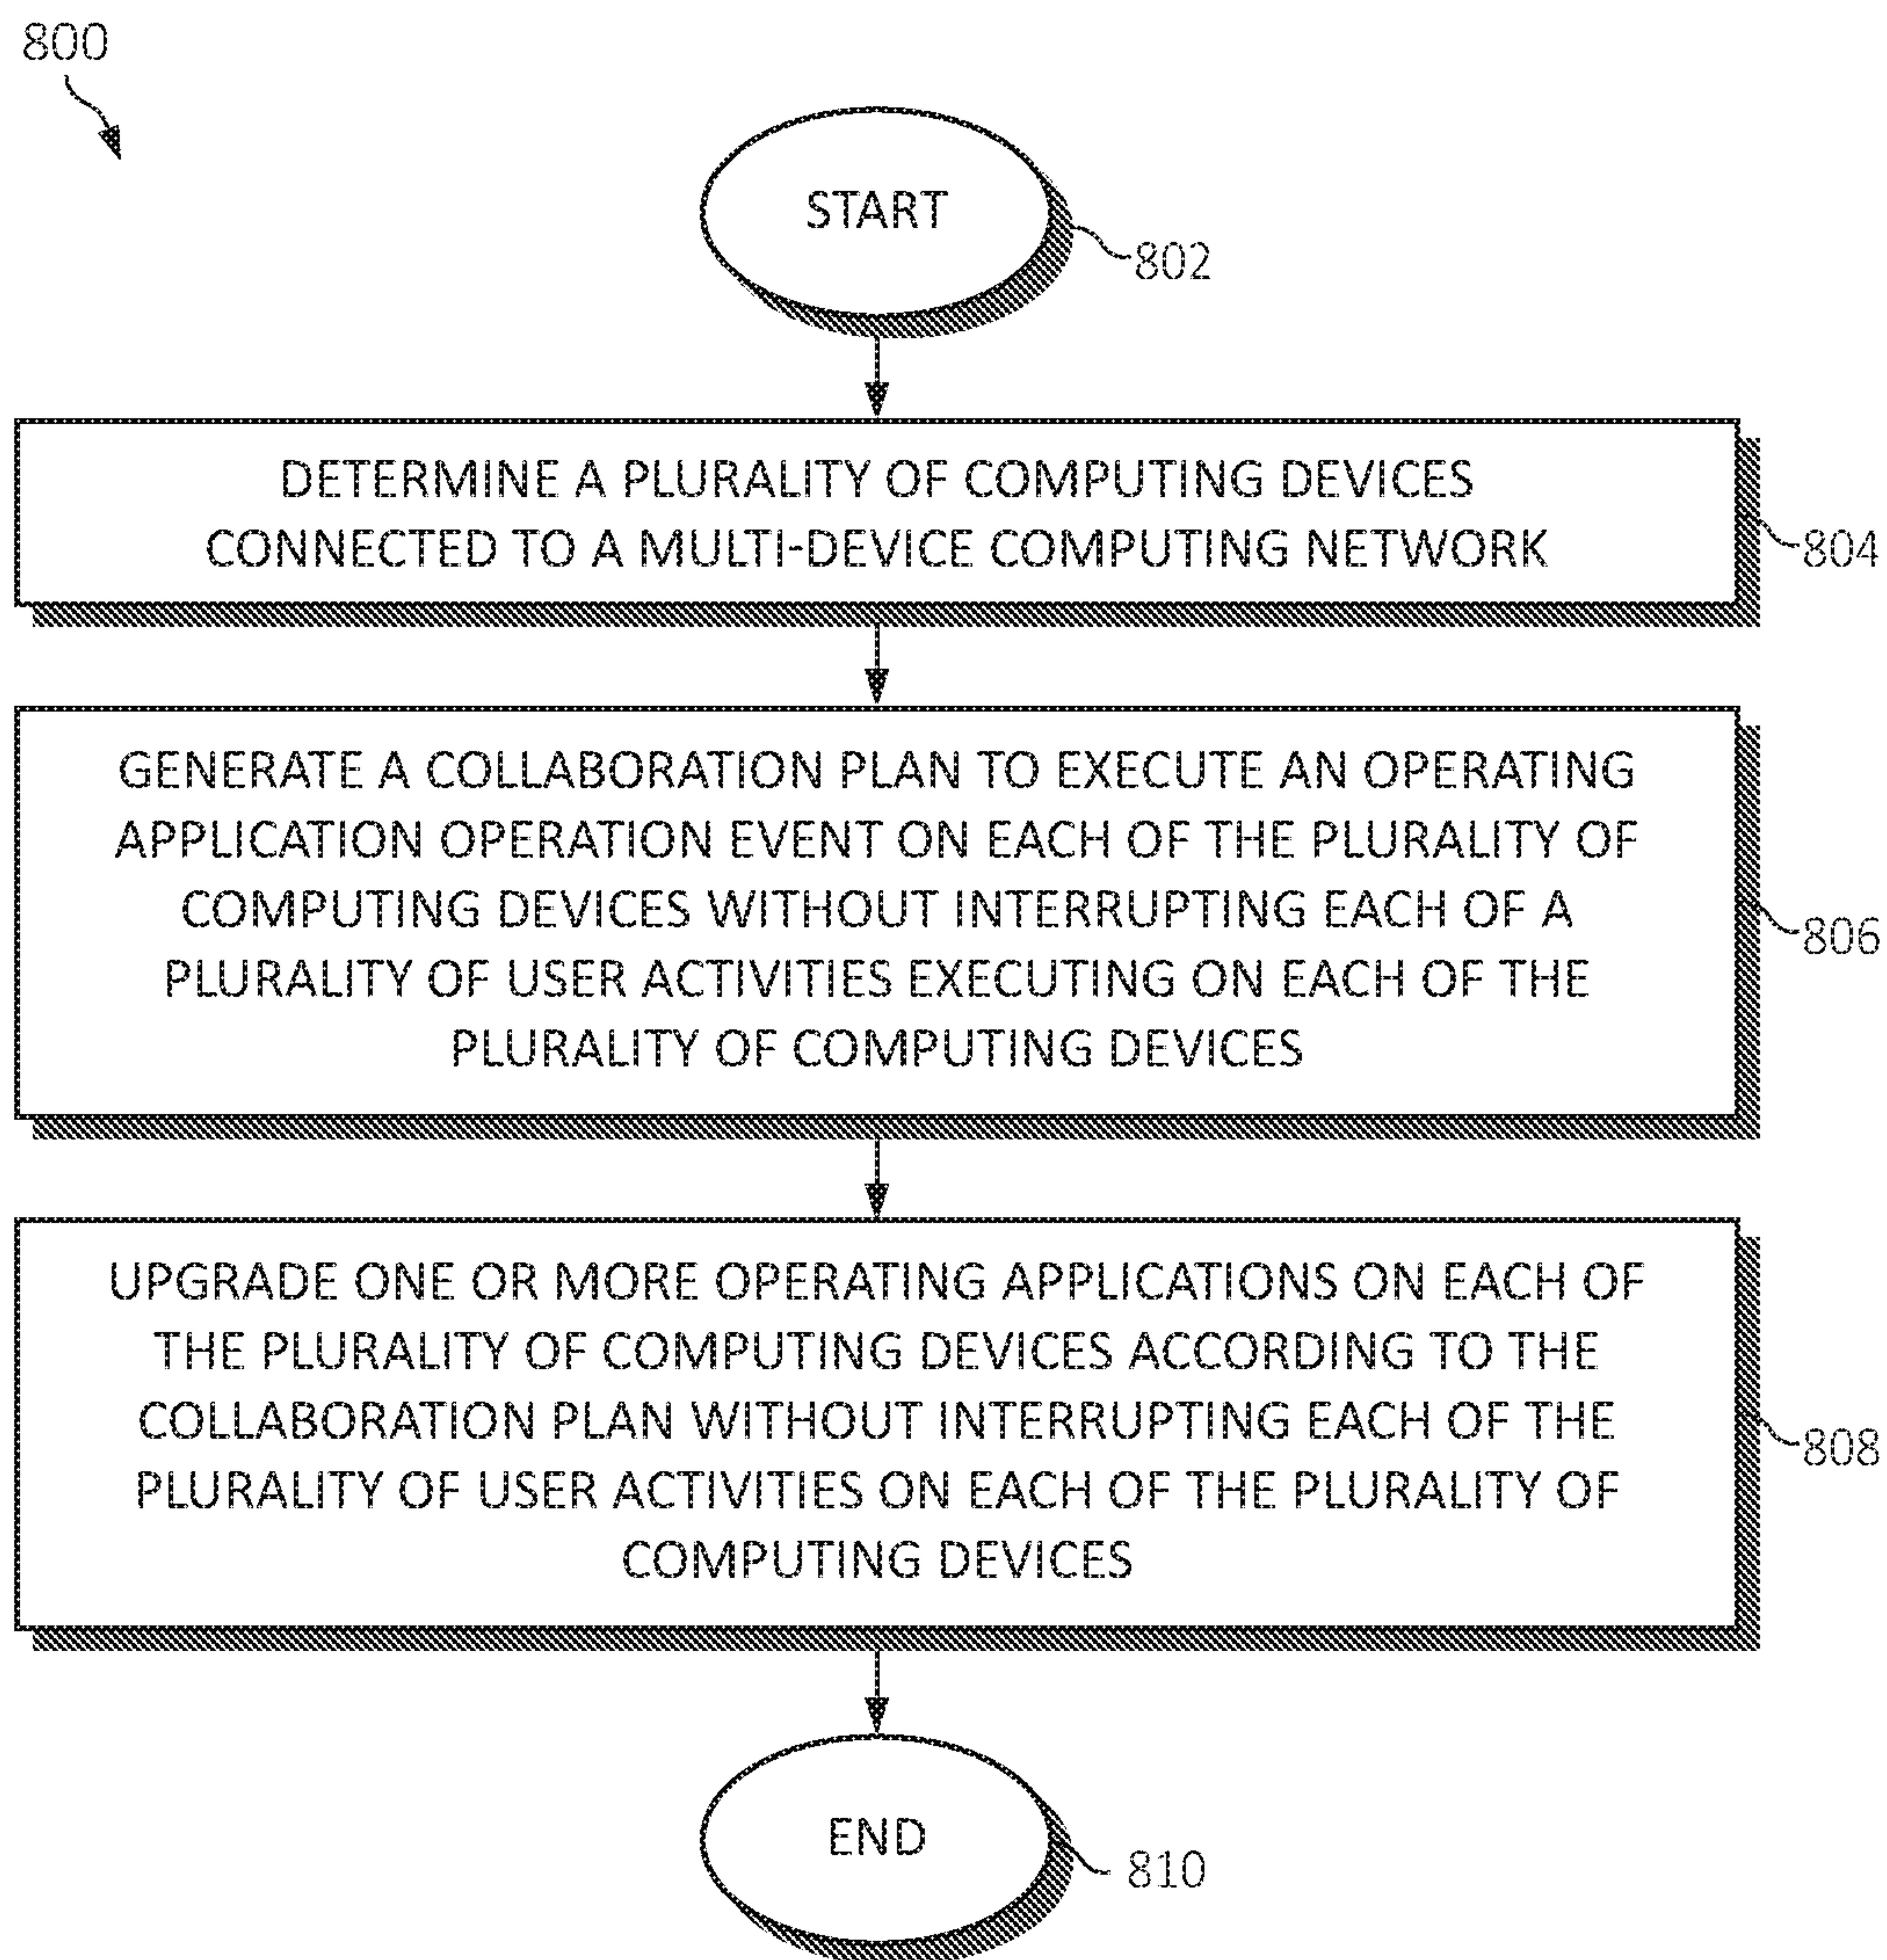 800
START
802
DETERMINE A PLURALITY OF COMPUTING DEVICES
CONNECTED TO A MULTI-DEVICE COMPUTING NETWORK
804
GENERATE A COLLABORATION PLAN TO EXECUTE AN OPERATING
APPLICATION OPERATION EVENT ON EACH OF THE PLURALITY OF
COMPUTING DEVICES WITHOUT INTERRUPTING EACH OF A
PLURALITY OF USER ACTIVITIES EXECUTING ON EACH OF THE
PLURALITY OF COMPUTING DEVICES
806
UPGRADE ONE OR MORE OPERATING APPLICATIONS ON EACH OF
THE PLURALITY OF COMPUTING DEVICES ACCORDING TO THE
COLLABORATION PLAN WITHOUT INTERRUPTING EACH OF THE
PLURALITY OF USER ACTIVITIES ON EACH OF THE PLURALITY OF
COMPUTING DEVICES
808
END
810